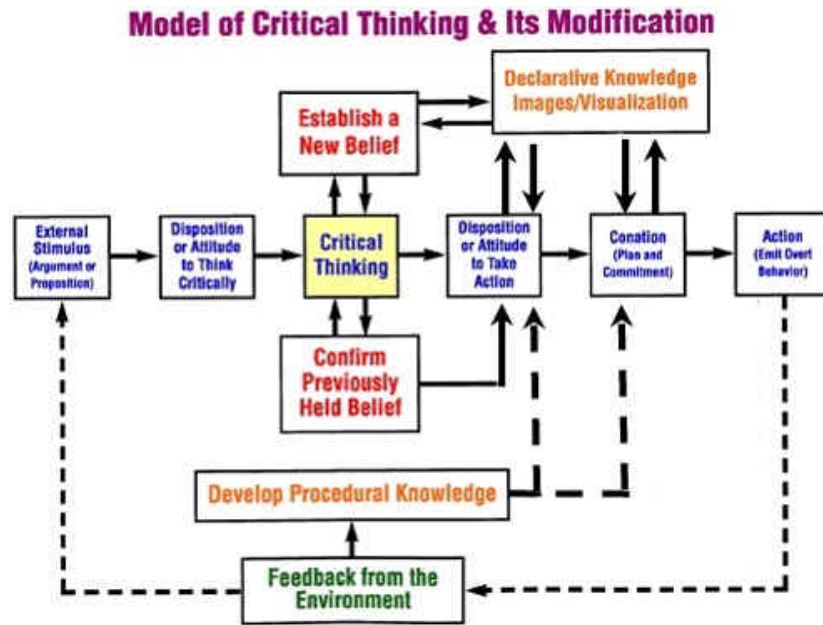 Model of Critical Thinking & Its Modification
Declarative Knowledge
Images/Visualization
Establish a
New Belief
External
Stimulus
(Argument or
Proposition)
Disposition
or Attitude
to Think
Critically
Critical
Thinking
Disposition
or Attitude
to Take
Action
Conation
(Plan and
Commitment)
Action
(Emit Overt
Behavior)
Confirm
Previously
Held Belief
Develop Procedural Knowledge
Feedback from the
Environment